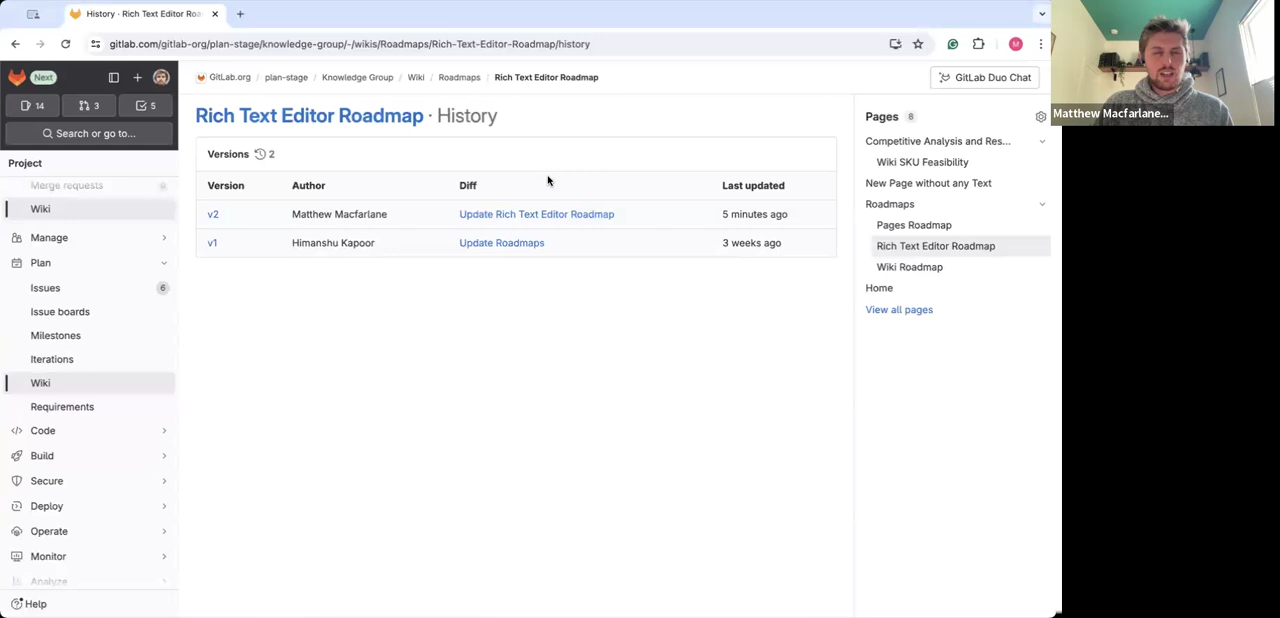 History · Rich Text Editor Roa
gitlab.com/gitlab-org/plan-stage/knowledge-group/-/wikis/Roadmaps/Rich-Text-Editor-Roadmap/history
M
Next
14
3
5
Search or go to...
Project
Merge requests
Wiki
Manage
Plan
Issues
6
Issue boards
Milestones
Iterations
Wiki
Requirements
Code
Build
Secure
Deploy
Operate
Monitor
Analyze
Help
GitLab.org / plan-stage / Knowledge Group / Wiki / Roadmaps / Rich Text Editor Roadmap
GitLab Duo Chat
Rich Text Editor Roadmap · History
Versions 2
Version Author Diff Last updated
v2 Matthew Macfarlane Update Rich Text Editor Roadmap 5 minutes ago
v1 Himanshu Kapoor Update Roadmaps 3 weeks ago
Pages 8
Competitive Analysis and Res...
Wiki SKU Feasibility
New Page without any Text
Roadmaps
Pages Roadmap
Rich Text Editor Roadmap
Wiki Roadmap
Home
View all pages
Matthew Macfarlane...